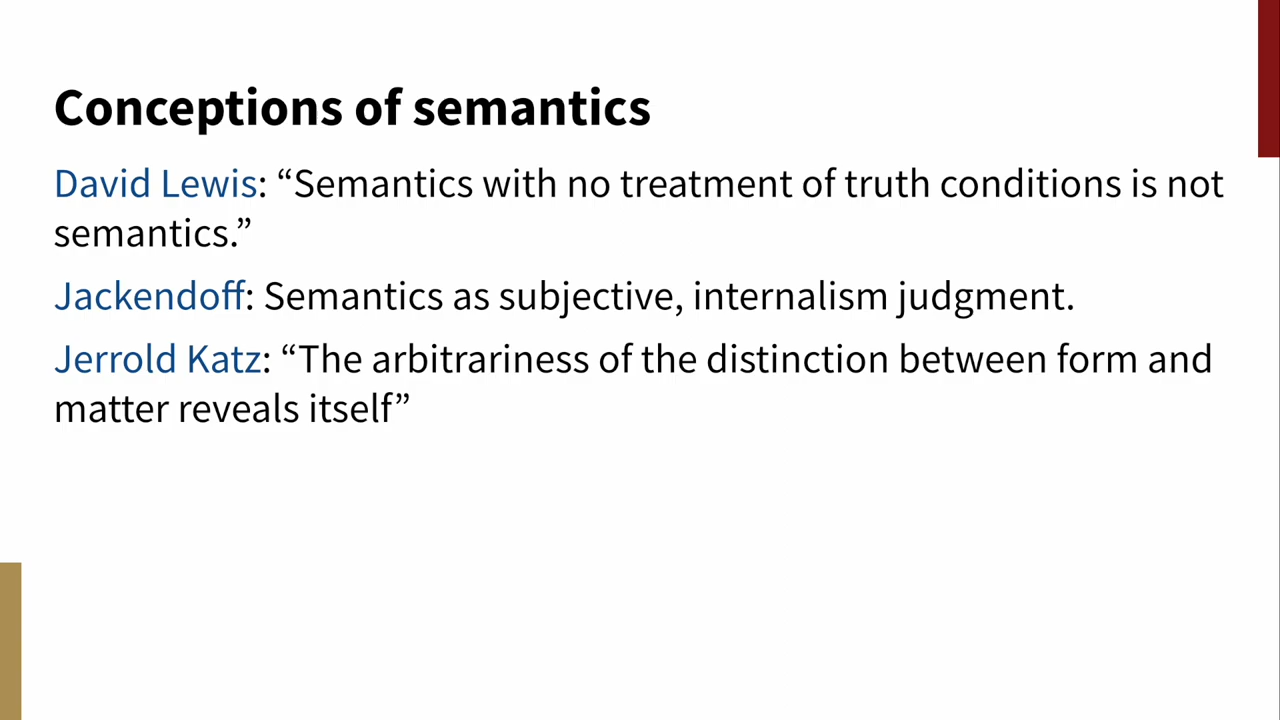 Conceptions of semantics
David Lewis: “Semantics with no treatment of truth conditions is not
semantics.”
Jackendoff: Semantics as subjective, internalism judgment.
Jerrold Katz: “The arbitrariness of the distinction between form and
matter reveals itself”